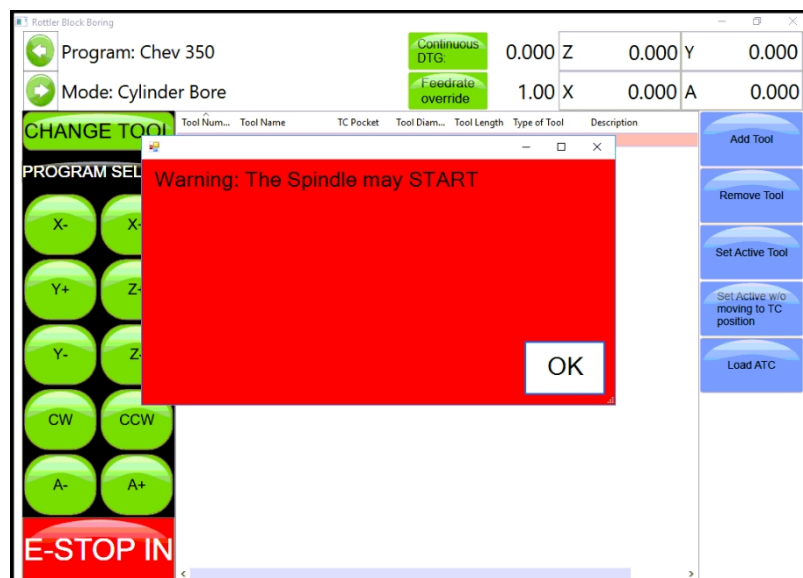 Rottler Block Boring
Program: Chev 350
Continuous DTG:
0.000 Z
0.000 Y
0.000
Mode: Cylinder Bore
Feedrate override
1.00 X
0.000 A
0.000
CHANGE TOOL
Tool Num... Tool Name TC Pocket Tool Diam... Tool Length Type of Tool Description
Add Tool
PROGRAM SEL
Warning: The Spindle may START
Remove Tool
X-
X-
Set Active Tool
Y+
Z-
Set Active w/o
moving to TC
position
Y-
Z-
OK
Load ATC
CW
CCW
A-
A+
E-STOP IN